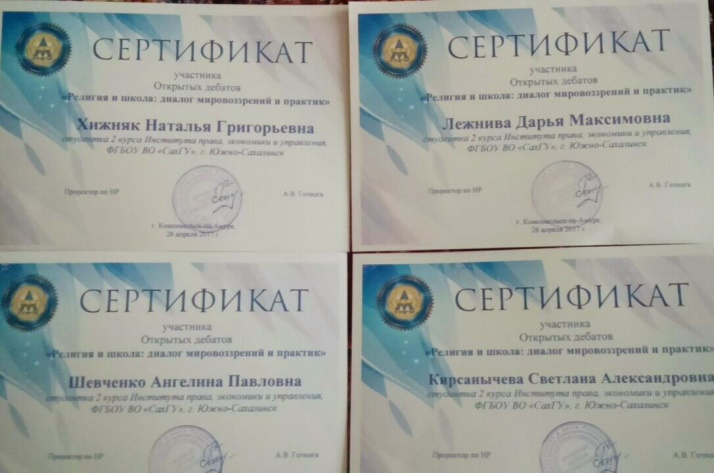 СЕРТИФИКАТ
участника
Открытых дебатов
«Религия и школа: диалог мировоззрений и практик»
Хижняк Наталья Григорьевна
студентка 2 курса Института права, экономики и управления,
ФГБОУ ВО «СахГУ», г. Южно-Сахалинск
Проректор по НР
г. Комсомольск-на-Амуре,
26 апреля 2017 г
СЕРТИФИКАТ
участника
Открытых дебатов
«Религия и школа: диалог мировоззрений и практик»
Лежнива Дарья Максимовна
студентка 2 курса Института права, экономики и управления,
ФГБОУ ВО «СахГУ», г. Южно-Сахалинск
Проректор по НР
г. Комсомольск-на-Амуре,
26 апреля 2017 г
СЕРТИФИКАТ
участника
Открытых дебатов
«Религия и школа: диалог мировоззрений и практик»
Шевченко Ангелина Павловна
студентка 2 курса Института права, экономики и управления,
ФГБОУ ВО «СахГУ», г. Южно-Сахалинск
Проректор по НР
СЕРТИФИКАТ
участника
Открытых дебатов
«Религия и школа: диалог мировоззрений и практик»
Кирсанычева Светлана Александровна
студентка 2 курса Института права, экономики и управления,
ФГБОУ ВО «СахГУ», г. Южно-Сахалинск
Проректор по НР